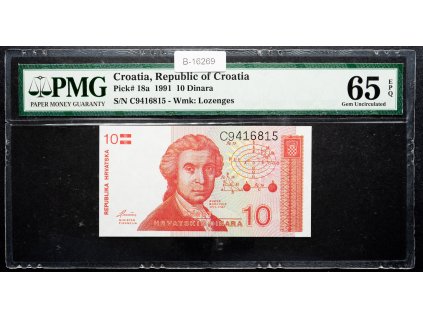 B-16269
PMG
PAPER MONEY GUARANTY
Croatia, Republic of Croatia
Pick# 18a 1991 10 Dinara
S/N C9416815 - Wmk: Lozenges
65 EPQ
Gem Uncirculated
10
C9416815
REPUBLIKA HRVATSKA
HRVATSKIH DINARA
10